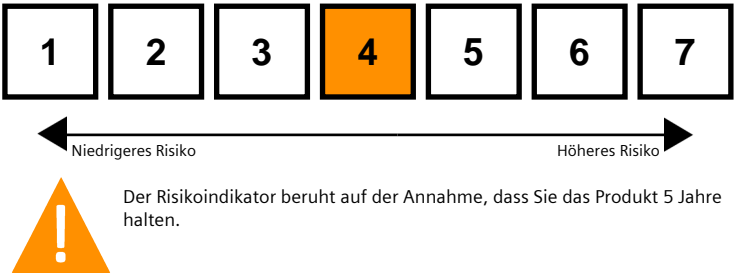 1 2 3 4 5 6 7
Niedrigeres Risiko Höheres Risiko
Der Risikoindikator beruht auf der Annahme, dass Sie das Produkt 5 Jahre
halten.
!